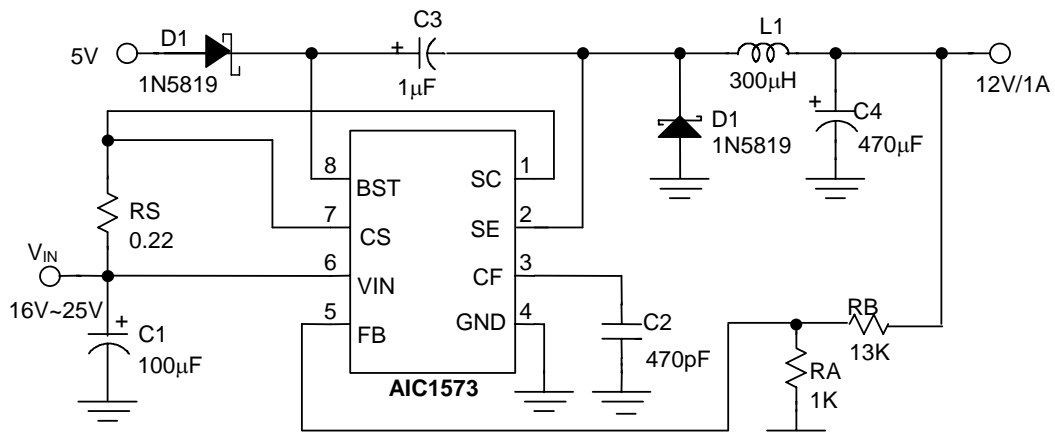 5V
D1
1N5819
C3
+
1μF
L1
300μH
12V/1A
D1
1N5819
+
C4
470μF
RS
0.22
VIN
16V~25V
+
C1
100μF
8
BST
7
CS
6
VIN
5
FB
SC
1
SE
2
CF
3
GND
4
AIC1573
C2
470pF
RB
13K
RA
1K